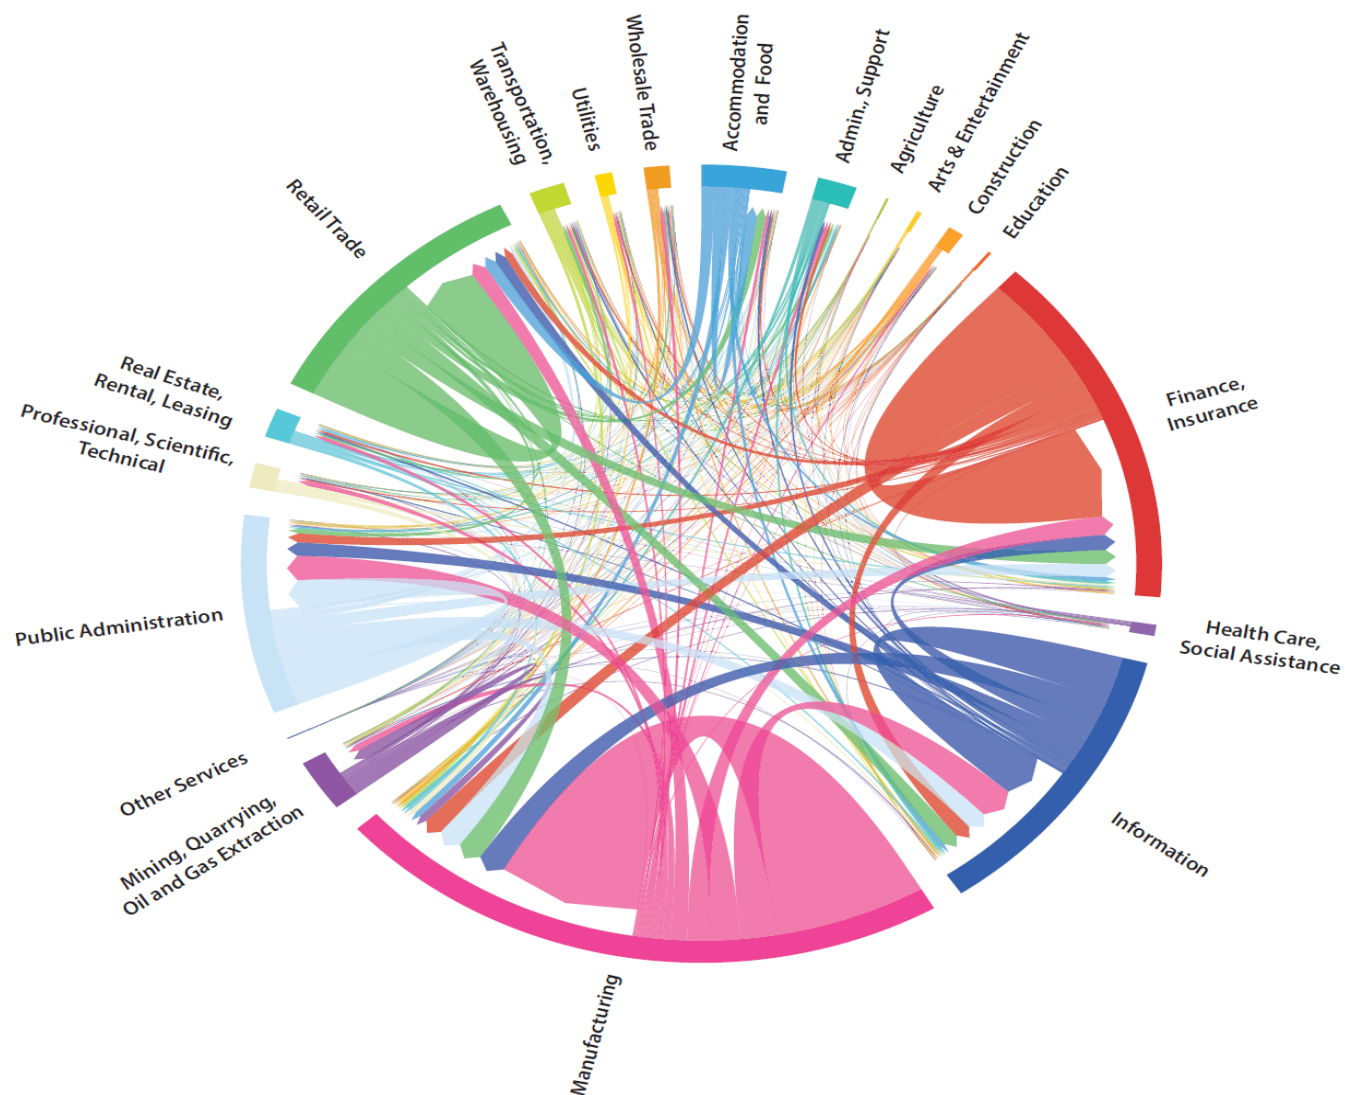 Transportation,
Warehousing
Utilities
Wholesale Trade
Accommodation
and Food
Admin., Support
Agriculture
Arts & Entertainment
Construction
Education
Finance,
Insurance
Health Care,
Social Assistance
Information
Manufacturing
Mining, Quarrying,
Oil and Gas Extraction
Other Services
Public Administration
Professional, Scientific,
Technical
Real Estate,
Rental, Leasing
Retail Trade